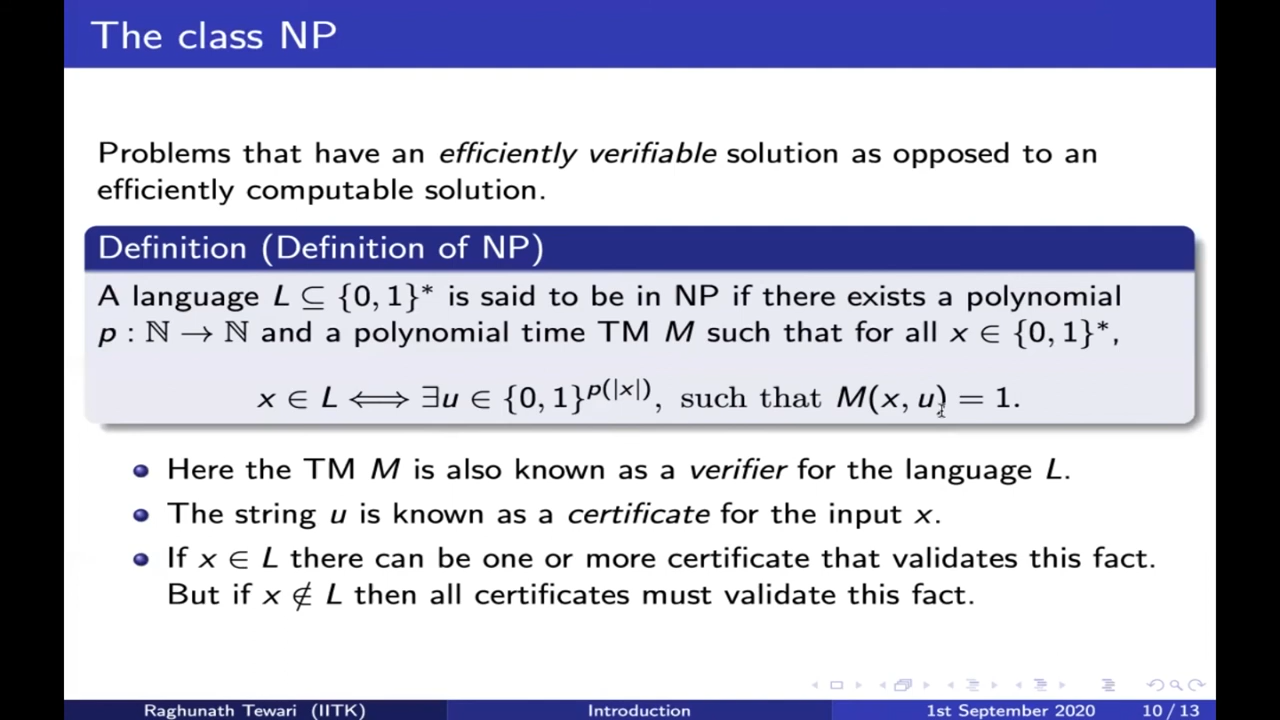 The class NP
Problems that have an efficiently verifiable solution as opposed to an
efficiently computable solution.
Definition (Definition of NP)
A language L ⊆ {0, 1}* is said to be in NP if there exists a polynomial
p : ℕ → ℕ and a polynomial time TM M such that for all x ∈ {0, 1}*,
x ∈ L ⟺ ∃u ∈ {0, 1}^{p(|x|)}, such that M(x, u) = 1.
Here the TM M is also known as a verifier for the language L.
The string u is known as a certificate for the input x.
If x ∈ L there can be one or more certificate that validates this fact.
But if x ∉ L then all certificates must validate this fact.
Raghunath Tewari (IITK) Introduction 1st September 2020 10 / 13